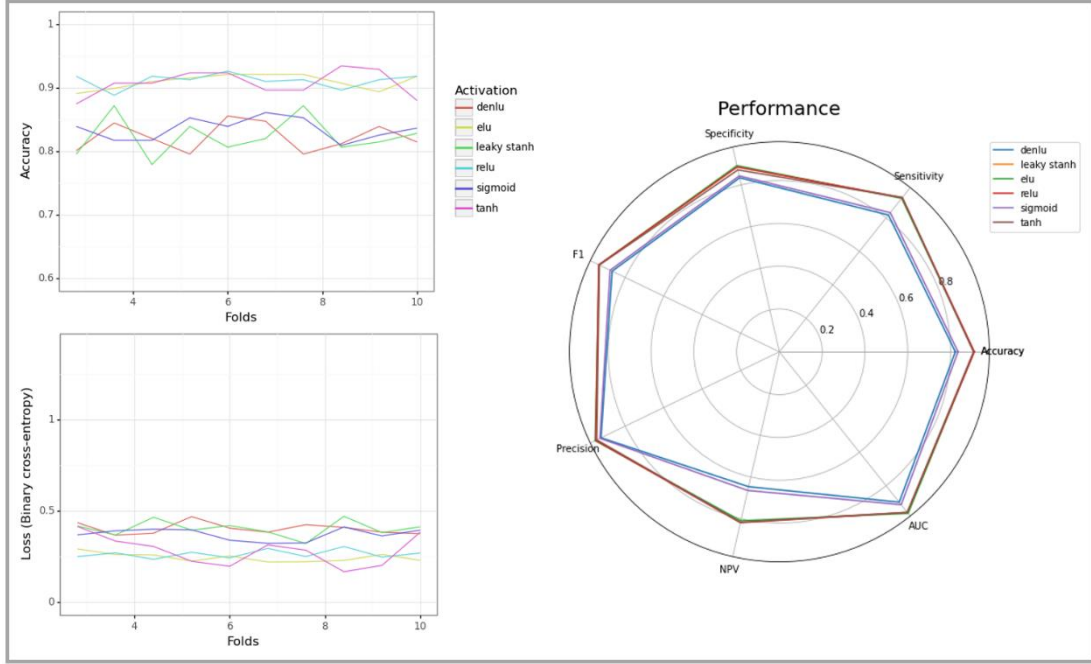 1
0.9
0.8
0.7
0.6
Accuracy
4
6
8
10
Folds
Activation
denlu
elu
leaky stanh
relu
sigmoid
tanh
1
0.5
0
Loss (Binary cross-entropy)
4
6
8
10
Folds
Performance
Specificity
Sensitivity
F1
Accuracy
Precision
NPV
AUC
0.2
0.4
0.6
0.8
denlu
leaky stanh
elu
relu
sigmoid
tanh